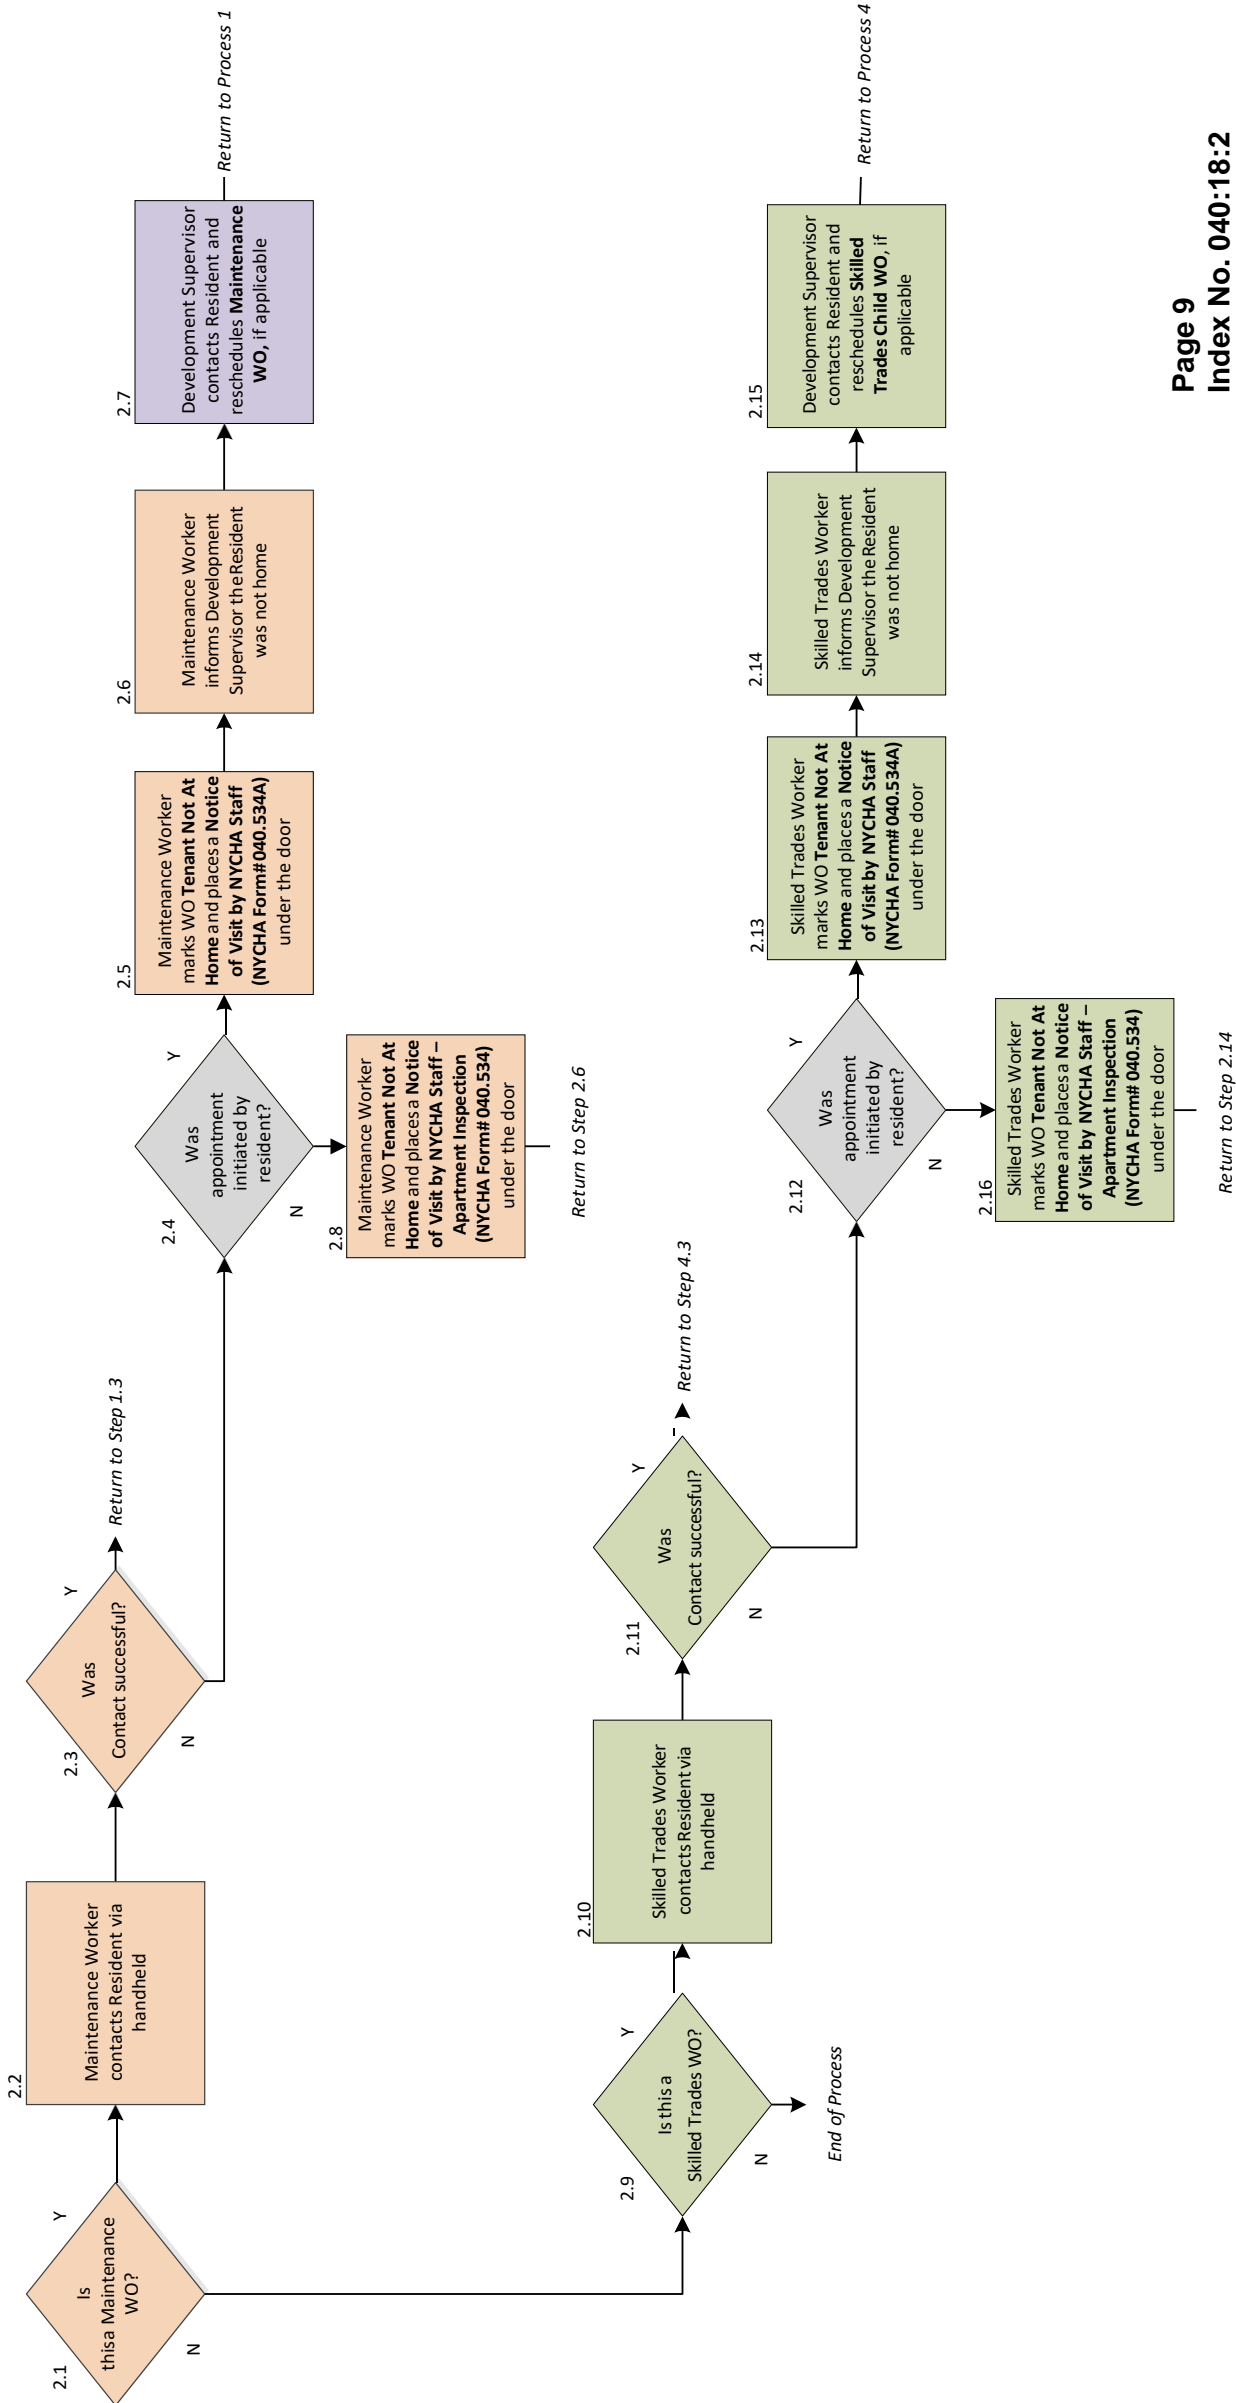 2.1
Is
thisa Maintenance
WO?
Y
N
2.2
Maintenance Worker
contacts Resident via
handheld
2.3
Was
Contact successful?
Y
Return to Step 1.3
N
2.4
Was
appointment
initiated by
resident?
Y
N
2.5
Maintenance Worker
marks WO Tenant Not At
Home and places a Notice
of Visit by NYCHA Staff
(NYCHA Form# 040.534A)
under the door
2.6
Maintenance Worker
informs Development
Supervisor the Resident
was not home
2.7
Development Supervisor
contacts Resident and
reschedules Maintenance
WO, if applicable
Return to Process 1
2.8
Maintenance Worker
marks WO Tenant Not At
Home and places a Notice
of Visit by NYCHA Staff –
Apartment Inspection
(NYCHA Form# 040.534)
under the door
Return to Step 2.6
2.9
Is this a
Skilled Trades WO?
Y
N
End of Process
2.10
Skilled Trades Worker
contacts Resident via
handheld
2.11
Was
Contact successful?
Y
Return to Step 4.3
N
2.12
Was
appointment
initiated by
resident?
Y
N
2.13
Skilled Trades Worker
marks WO Tenant Not At
Home and places a Notice
of Visit by NYCHA Staff
(NYCHA Form# 040.534A)
under the door
2.14
Skilled Trades Worker
informs Development
Supervisor the Resident
was not home
2.15
Development Supervisor
contacts Resident and
reschedules Skilled
Trades Child WO, if
applicable
Return to Process 4
2.16
Skilled Trades Worker
marks WO Tenant Not At
Home and places a Notice
of Visit by NYCHA Staff –
Apartment Inspection
(NYCHA Form# 040.534)
under the door
Return to Step 2.14
Page 9
Index No. 040:18:2